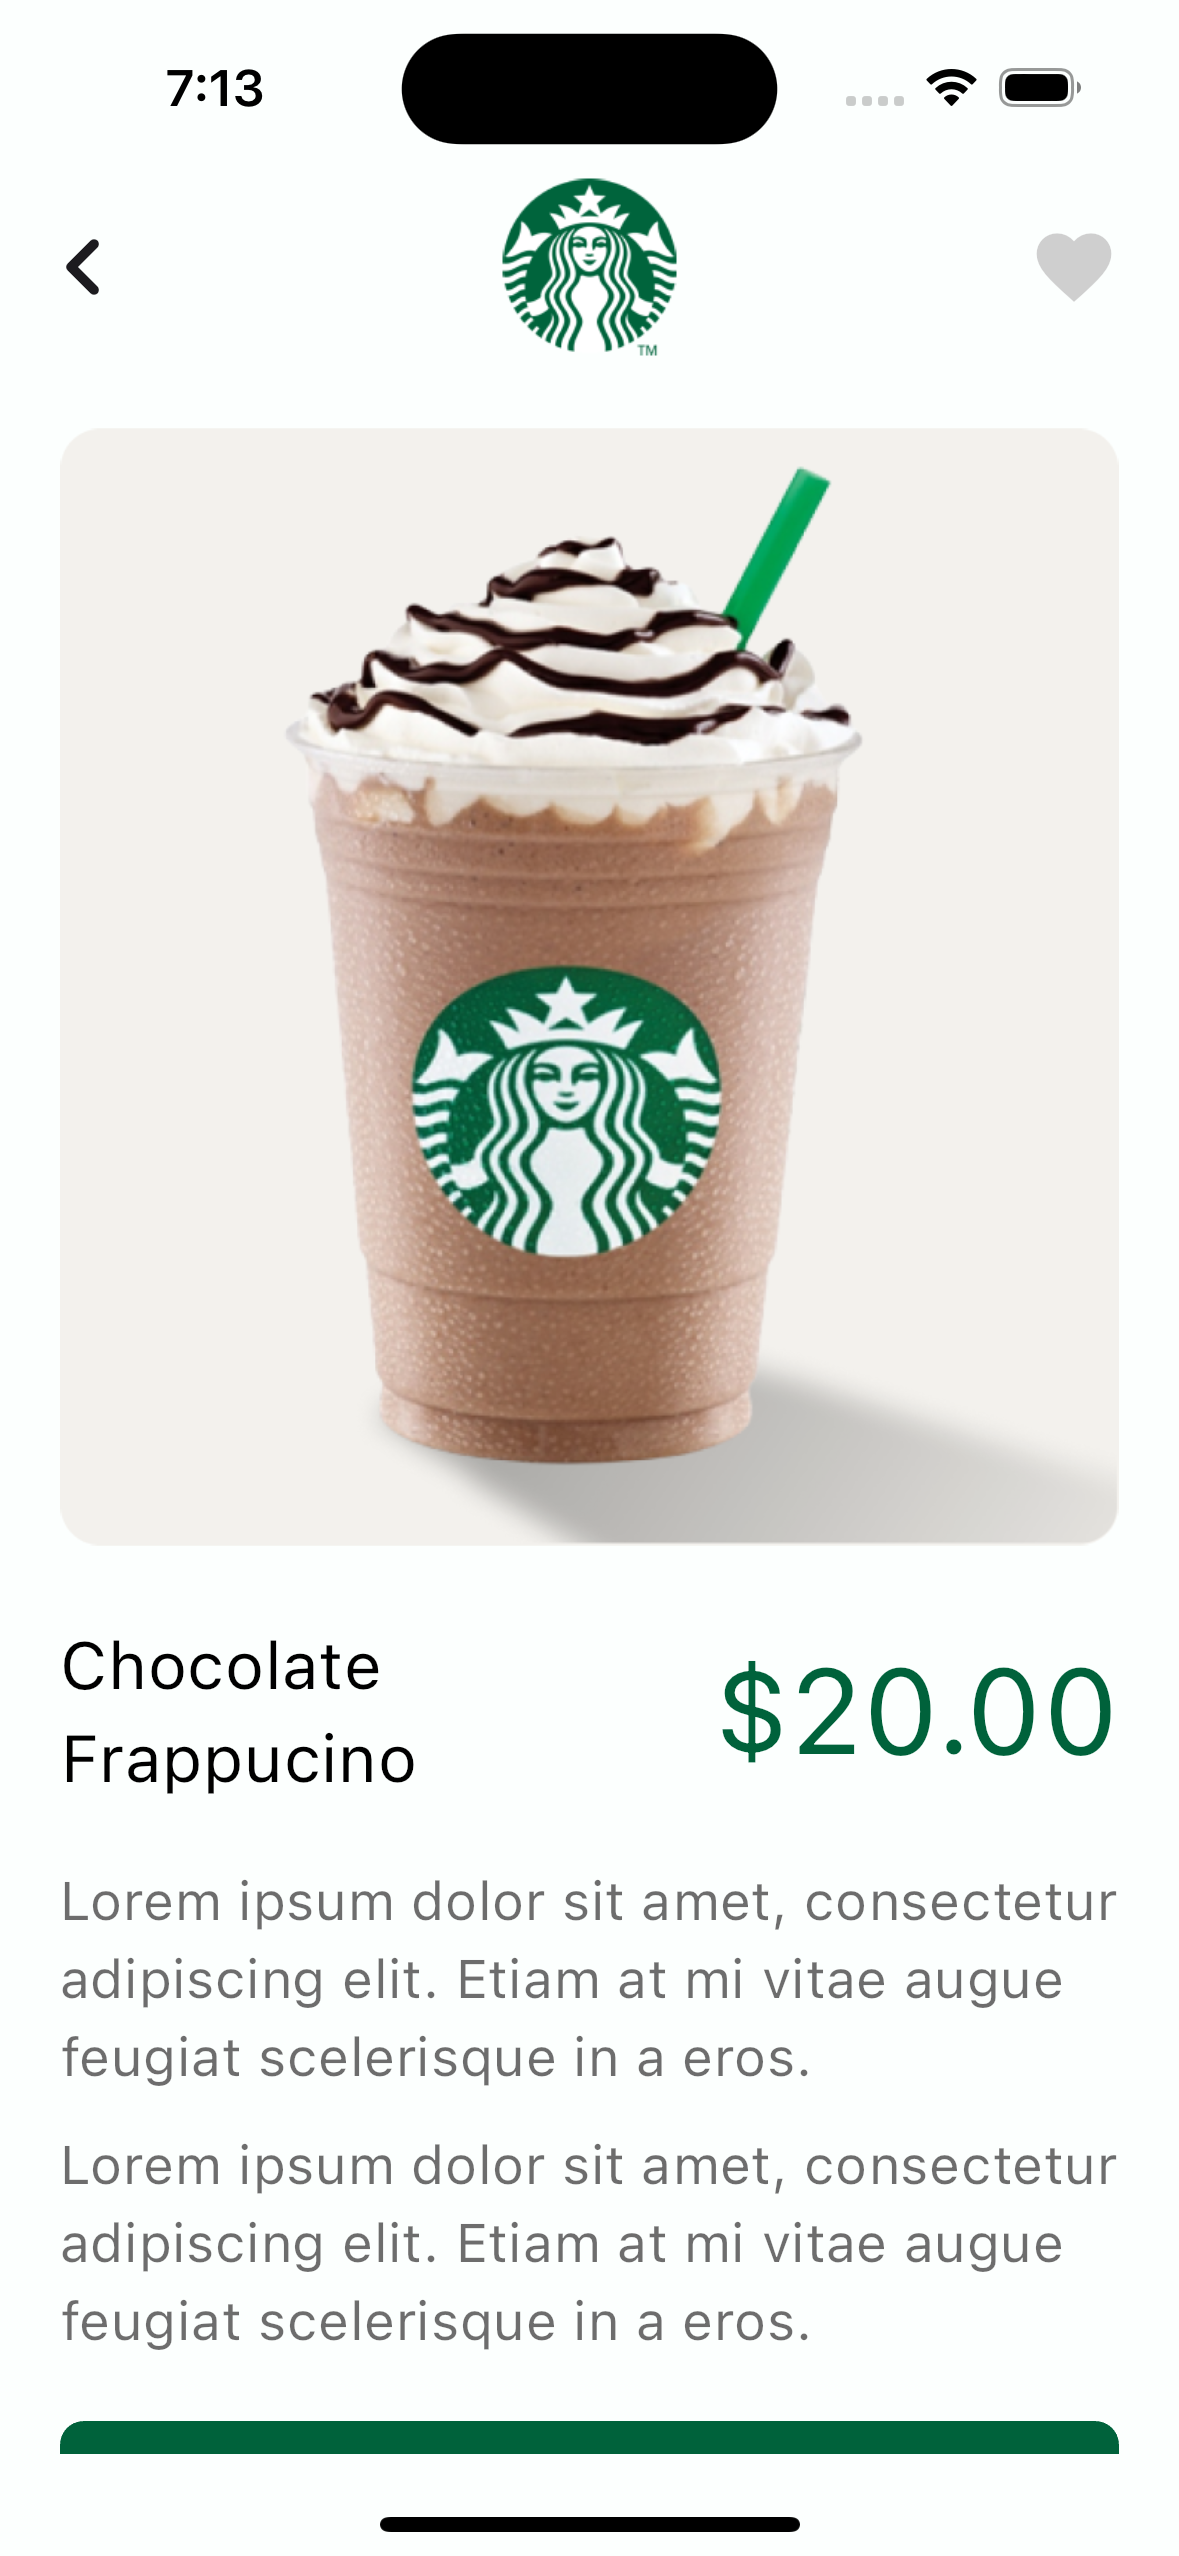 7:13
TM
Chocolate
Frappucino
$20.00
Lorem ipsum dolor sit amet, consectetur
adipiscing elit. Etiam at mi vitae augue
feugiat scelerisque in a eros.
Lorem ipsum dolor sit amet, consectetur
adipiscing elit. Etiam at mi vitae augue
feugiat scelerisque in a eros.